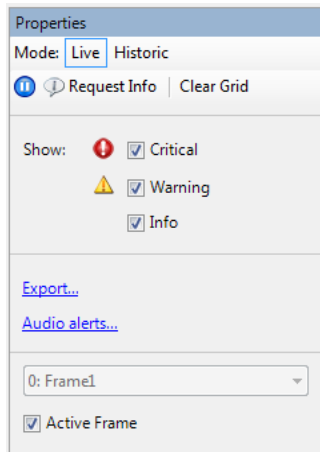 Properties
Mode: Live Historic
Request Info Clear Grid
Show: Critical
Warning
Info
Export...
Audio alerts...
0: Frame1
Active Frame